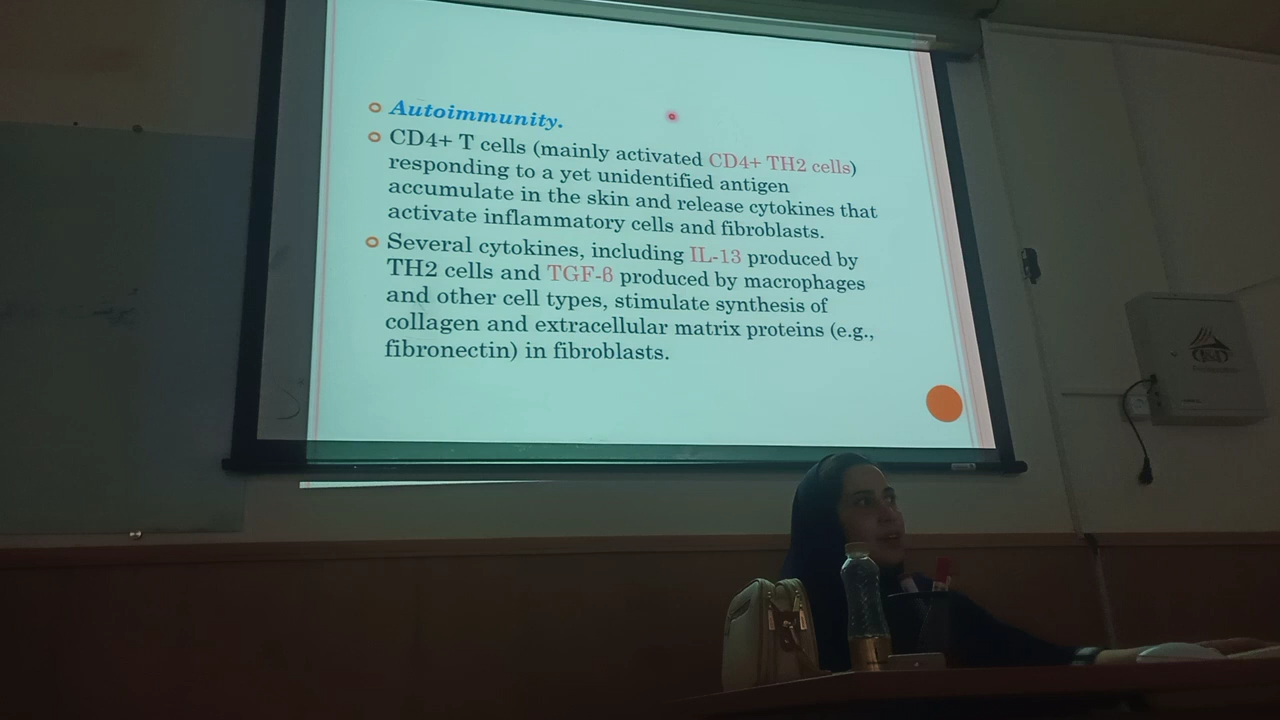 Autoimmunity.
CD4+ T cells (mainly activated CD4+ TH2 cells)
responding to a yet unidentified antigen
accumulate in the skin and release cytokines that
activate inflammatory cells and fibroblasts.
Several cytokines, including IL-13 produced by
TH2 cells and TGF-β produced by macrophages
and other cell types, stimulate synthesis of
collagen and extracellular matrix proteins (e.g.,
fibronectin) in fibroblasts.